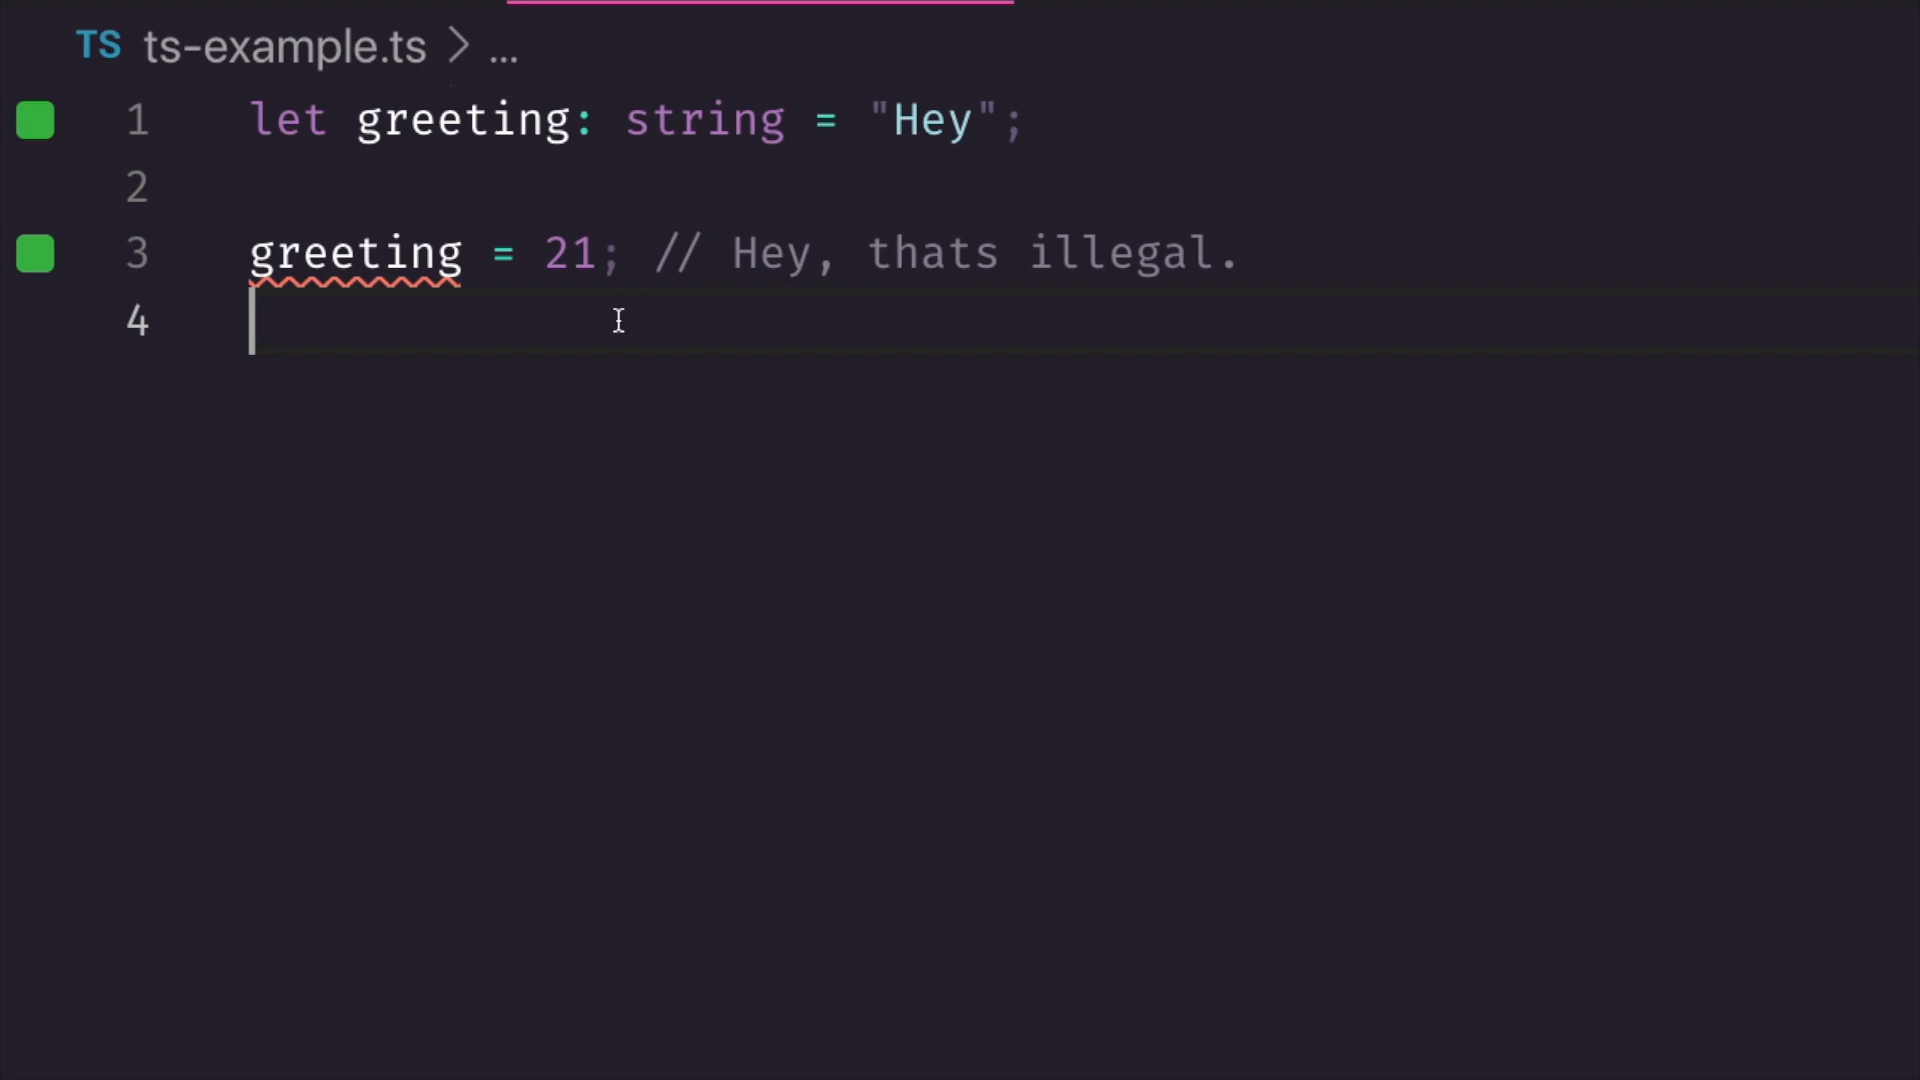 TS ts-example.ts > ...
1 let greeting: string = "Hey";
2
3 greeting = 21; // Hey, thats illegal.
4